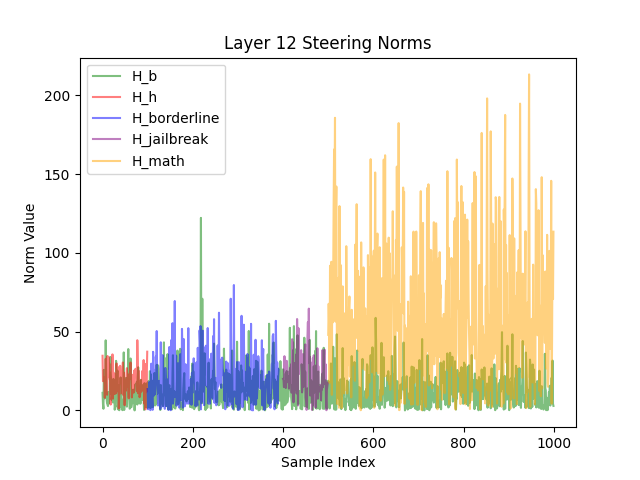 Layer 12 Steering Norms
H_b
H_h
H_borderline
H_jailbreak
H_math
Norm Value
200
150
100
50
0
0
200
400
600
800
1000
Sample Index